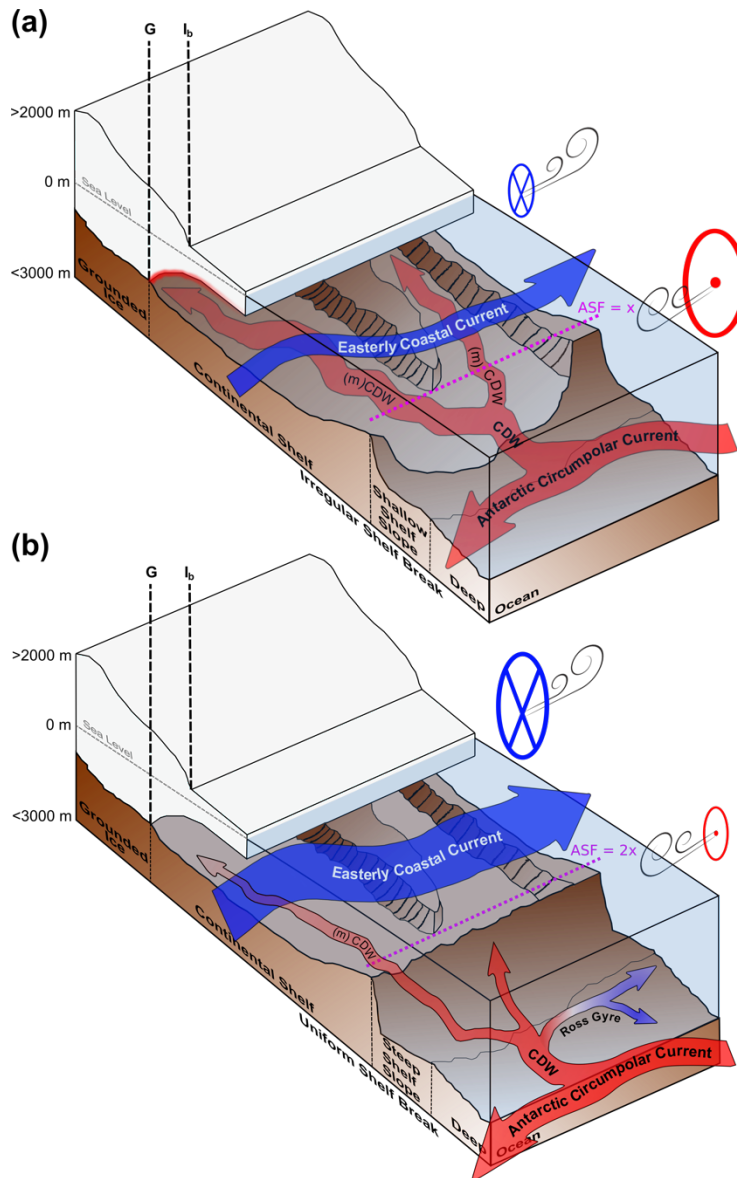 (a)
G
I_b
>2000 m
0 m
Sea Level
<3000 m
Grounded
Ice
ASF = x
Easterly Coastal Current
(m)CDW
(m)CDW
CDW
Antarctic Circumpolar Current
Continental Shelf
Shallow
Shelf
Slope
Irregular Shelf Break
Deep
Ocean
(b)
G
I_b
>2000 m
0 m
Sea Level
<3000 m
Grounded
Ice
ASF = 2x
Easterly Coastal Current
(m) CDW
Ross Gyre
CDW
Antarctic Circumpolar Current
Continental Shelf
Steep
Shelf
Slope
Uniform Shelf Break
Deep
Ocean